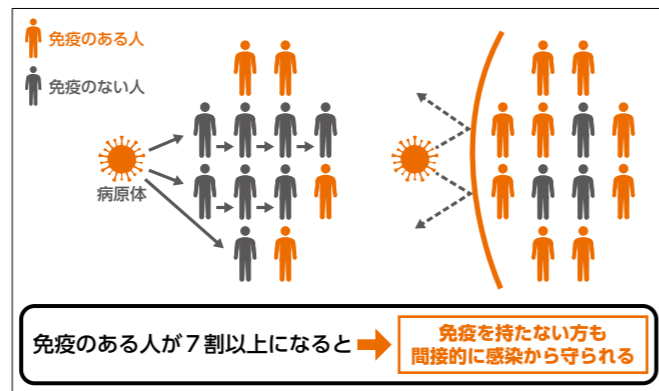 免疫のある人
免疫のない人
病原体
免疫のある人が７割以上になると
免疫を持たない方も
間接的に感染から守られる